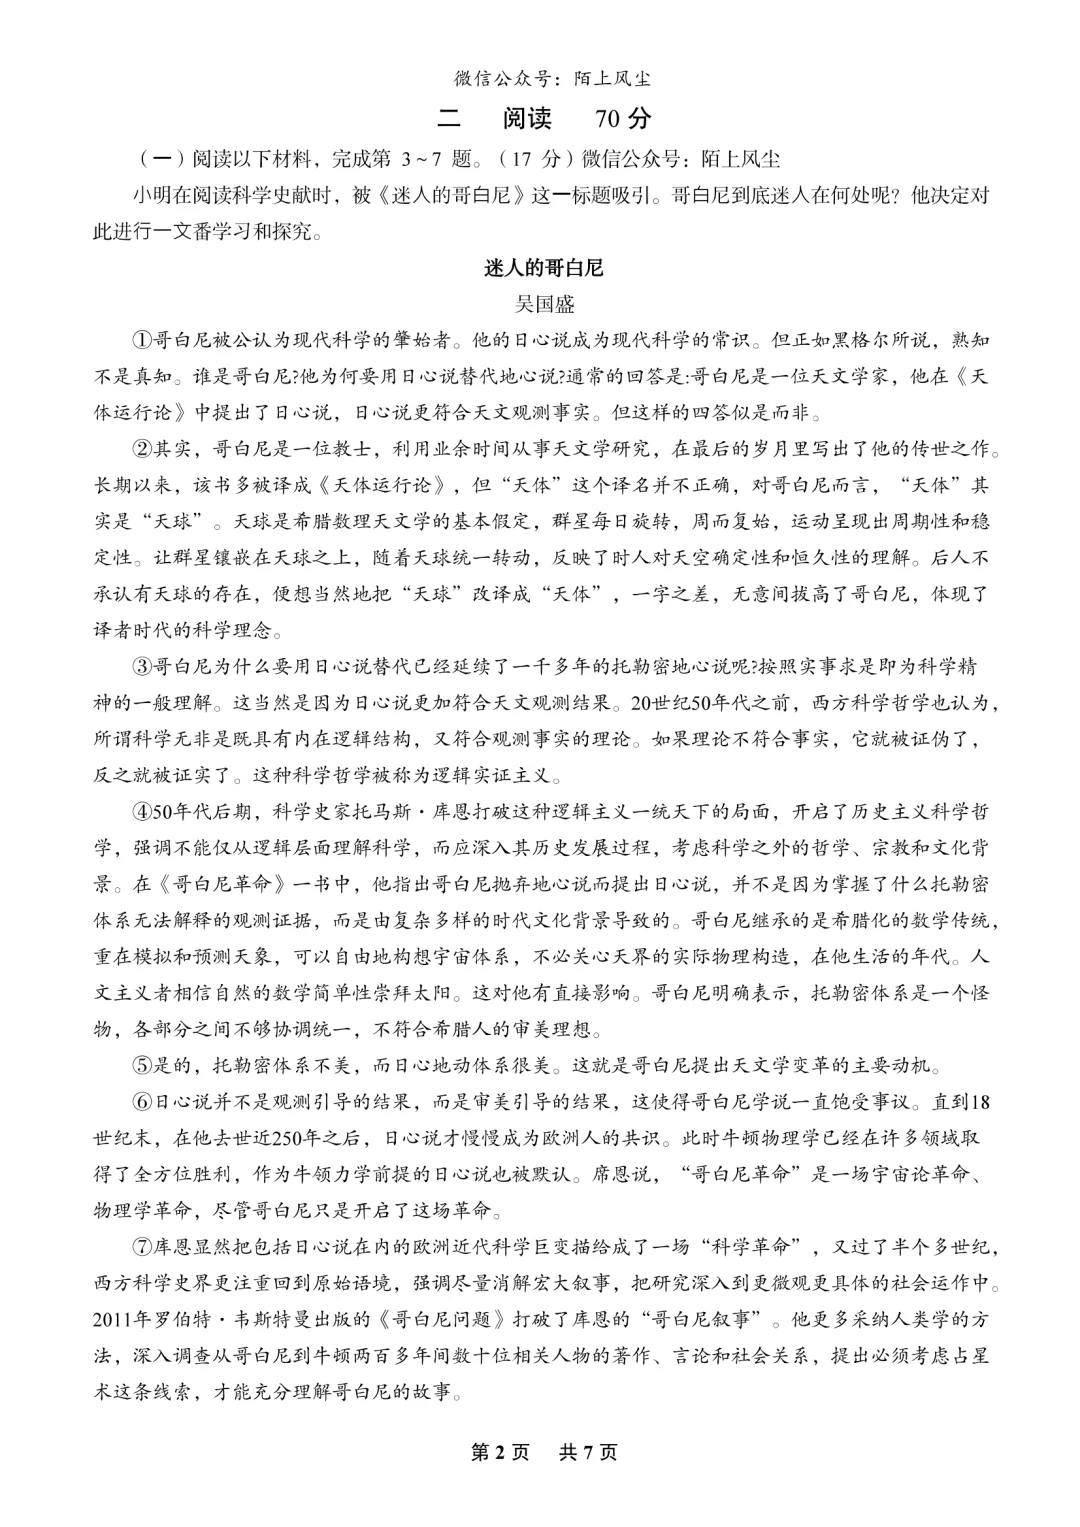 微信公众号：陌上风尘
二 阅读 70 分
（一）阅读以下材料，完成第 3～7 题。（17 分）微信公众号：陌上风尘
小明在阅读科学史献时，被《迷人的哥白尼》这一标题吸引。哥白尼到底迷人在何处呢？他决定对
此进行一文番学习和探究。
迷人的哥白尼
吴国盛
①哥白尼被公认为现代科学的肇始者。他的日心说成为现代科学的常识。但正如黑格尔所说，熟知
不是真知。谁是哥白尼?他为何要用日心说替代地心说?通常的回答是:哥白尼是一位天文学家，他在《天
体运行论》中提出了日心说，日心说更符合天文观测事实。但这样的四答似是而非。
②其实，哥白尼是一位教士，利用业余时间从事天文学研究，在最后的岁月里写出了他的传世之作。
长期以来，该书多被译成《天体运行论》，但“天体”这个译名并不正确，对哥白尼而言，“天体”其
实是“天球”。天球是希腊数理天文学的基本假定，群星每日旋转，周而复始，运动呈现出周期性和稳
定性。让群星镶嵌在天球之上，随着天球统一转动，反映了时人对天空确定性和恒久性的理解。后人不
承认有天球的存在，便想当然地把“天球”改译成“天体”，一字之差，无意间拔高了哥白尼，体现了
译者时代的科学理念。
③哥白尼为什么要用日心说替代已经延续了一千多年的托勒密地心说呢?按照实事求是即为科学精
神的一般理解。这当然是因为日心说更加符合天文观测结果。20世纪50年代之前，西方科学哲学也认为，
所谓科学无非是既具有内在逻辑结构，又符合观测事实的理论。如果理论不符合事实，它就被证伪了，
反之就被证实了。这种科学哲学被称为逻辑实证主义。
④50年代后期，科学史家托马斯·库恩打破这种逻辑主义一统天下的局面，开启了历史主义科学哲
学，强调不能仅从逻辑层面理解科学，而应深入其历史发展过程，考虑科学之外的哲学、宗教和文化背
景。在《哥白尼革命》一书中，他指出哥白尼抛弃地心说而提出日心说，并不是因为掌握了什么托勒密
体系无法解释的观测证据，而是由复杂多样的时代文化背景导致的。哥白尼继承的是希腊化的数学传统，
重在模拟和预测天象，可以自由地构想宇宙体系，不必关心天界的实际物理构造，在他生活的年代。人
文主义者相信自然的数学简单性崇拜太阳。这对他有直接影响。哥白尼明确表示，托勒密体系是一个怪
物，各部分之间不够协调统一，不符合希腊人的审美理想。
⑤是的，托勒密体系不美，而日心地动体系很美。这就是哥白尼提出天文学变革的主要动机。
⑥日心说并不是观测引导的结果，而是审美引导的结果，这使得哥白尼学说一直饱受事议。直到18
世纪末，在他去世近250年之后，日心说才慢慢成为欧洲人的共识。此时牛顿物理学已经在许多领域取
得了全方位胜利，作为牛领力学前提的日心说也被默认。席恩说，“哥白尼革命”是一场宇宙论革命、
物理学革命，尽管哥白尼只是开启了这场革命。
⑦库恩显然把包括日心说在内的欧洲近代科学巨变描给成了一场“科学革命”，又过了半个多世纪，
西方科学史界更注重回到原始语境，强调尽量消解宏大叙事，把研究深入到更微观更具体的社会运作中。
2011年罗伯特·韦斯特曼出版的《哥白尼问题》打破了库恩的“哥白尼叙事”。他更多采纳人类学的方
法，深入调查从哥白尼到牛顿两百多年间数十位相关人物的著作、言论和社会关系，提出必须考虑占星
术这条线索，才能充分理解哥白尼的故事。
第 2 页 共 7 页